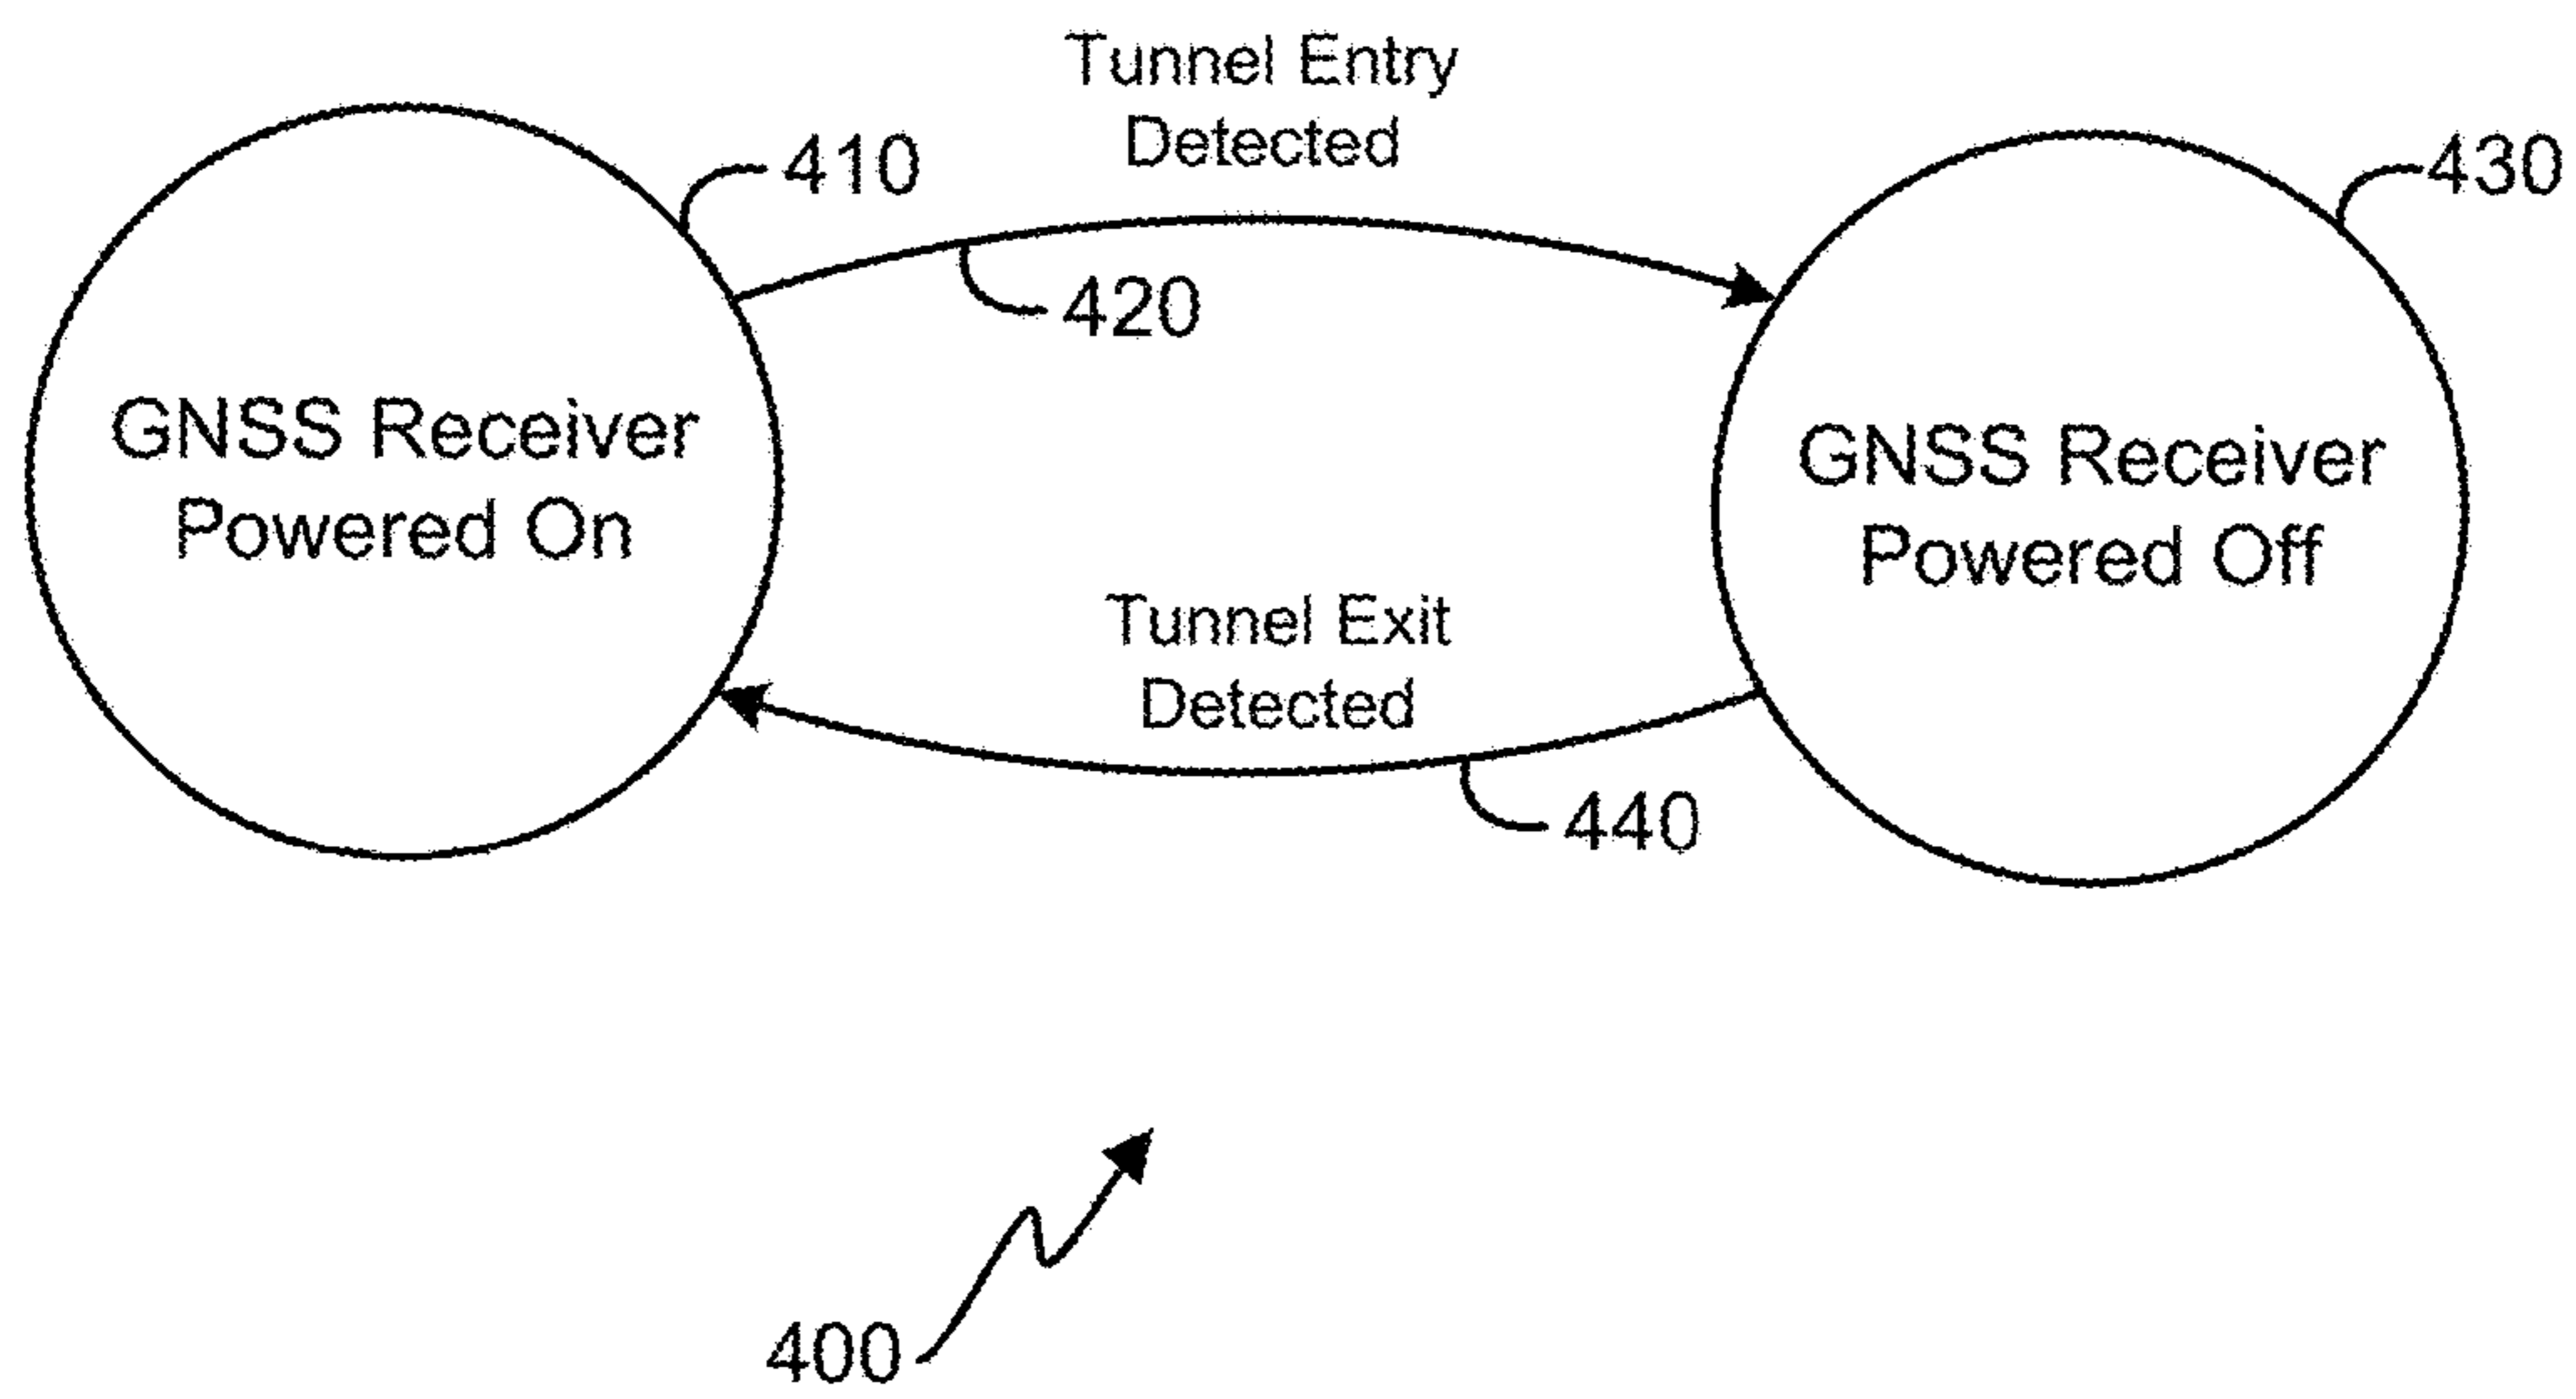 Tunnel Entry
Detected
410
430
420
GNSS Receiver
Powered On
GNSS Receiver
Powered Off
Tunnel Exit
Detected
440
400